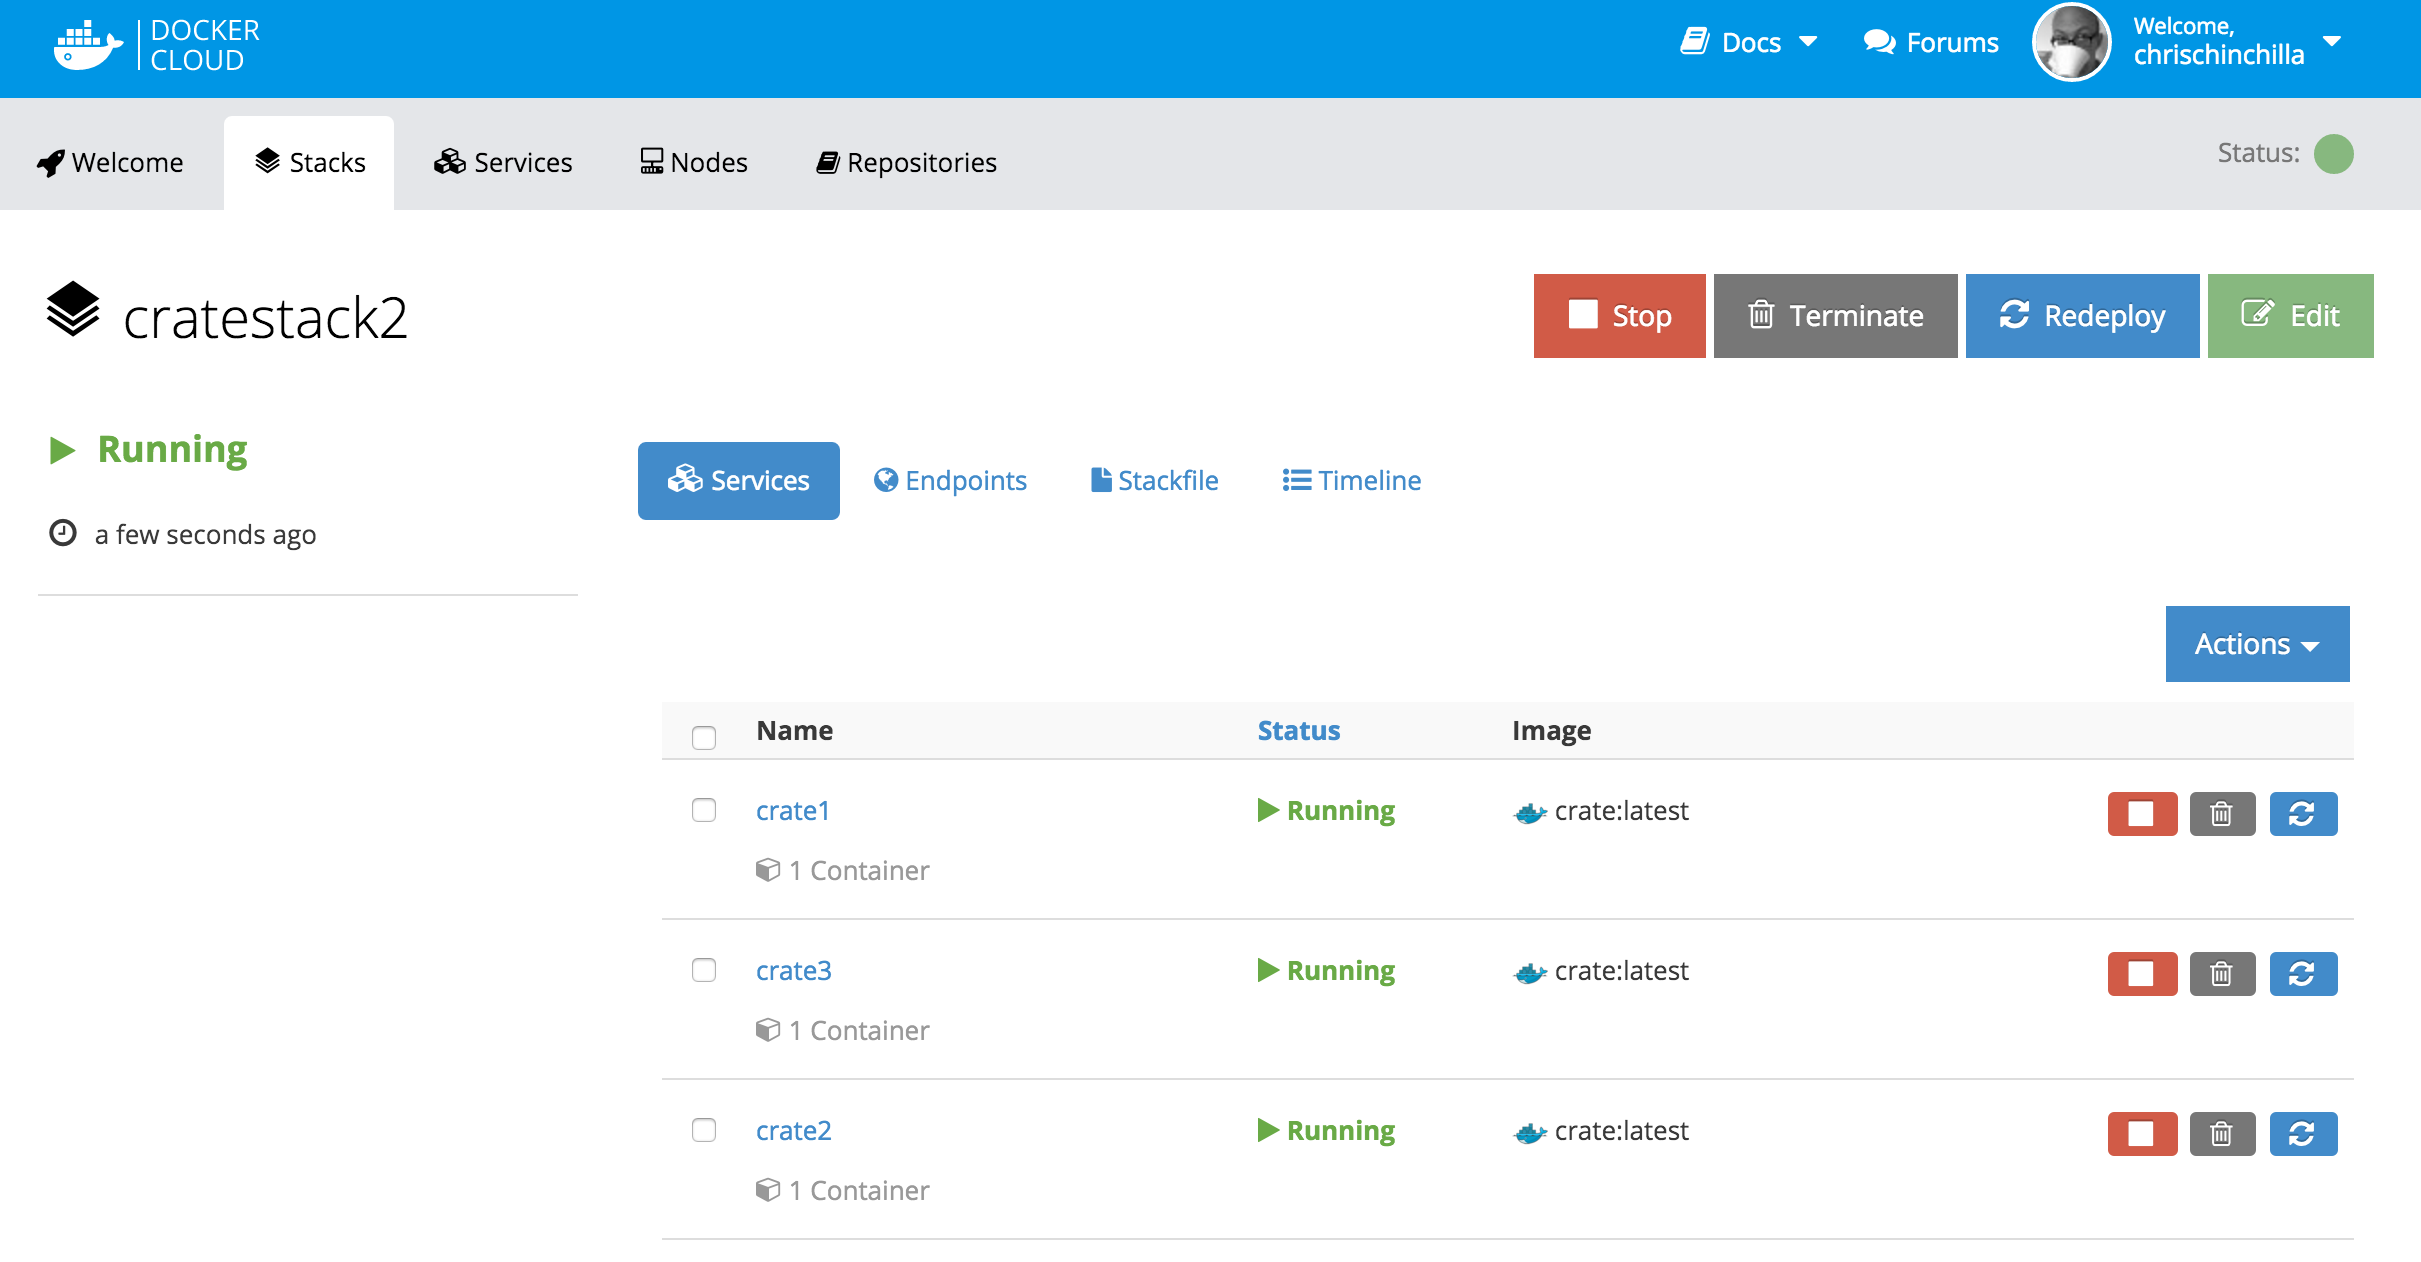 DOCKER
CLOUD
Docs
Forums
Welcome,
chrischinchilla
Welcome
Stacks
Services
Nodes
Repositories
Status:
cratestack2
Stop
Terminate
Redeploy
Edit
Running
a few seconds ago
Services
Endpoints
Stackfile
Timeline
Actions
Name Status Image
crate1 Running crate:latest
1 Container
crate3 Running crate:latest
1 Container
crate2 Running crate:latest
1 Container